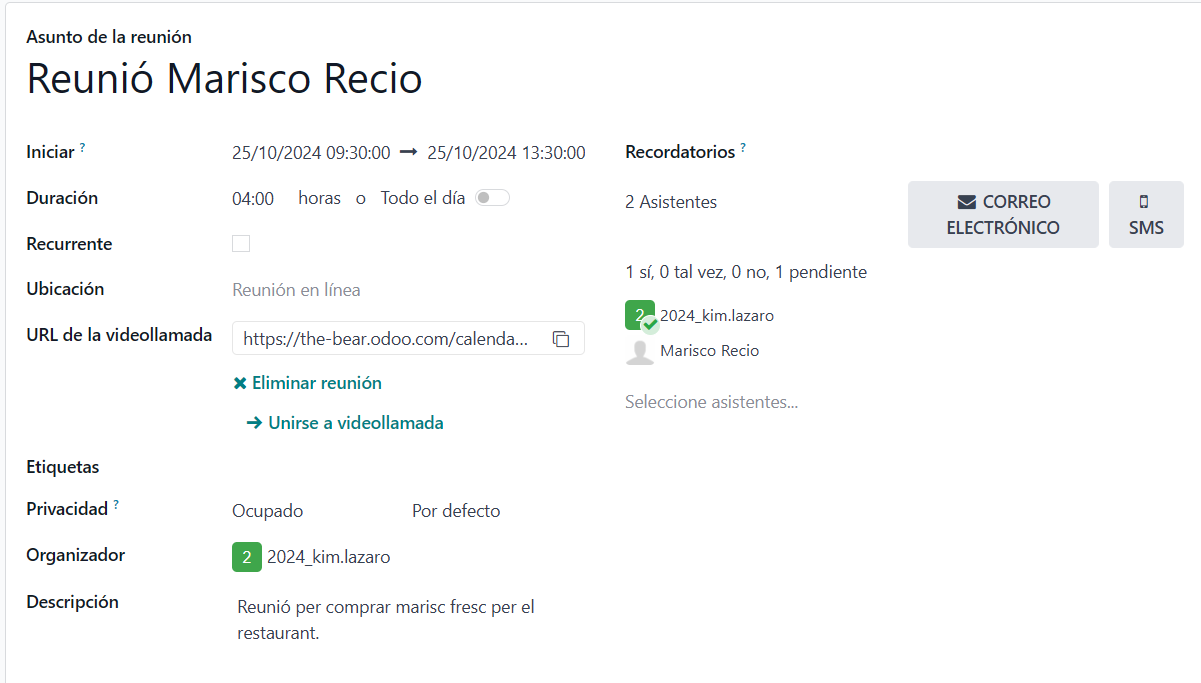 Asunto de la reunión
Reunió Marisco Recio
Iniciar ?
25/10/2024 09:30:00 → 25/10/2024 13:30:00
Duración
04:00 horas o Todo el día
Recurrente
Ubicación
Reunión en línea
URL de la videollamada
https://the-bear.odoo.com/calenda...
Eliminar reunión
→ Unirse a videollamada
Etiquetas
Privacidad ?
Ocupado Por defecto
Organizador
2 2024_kim.lazaro
Descripción
Reunió per comprar marisc fresc per el
restaurant.
Recordatorios ?
2 Asistentes
CORREO
ELECTRÓNICO
SMS
1 sí, 0 tal vez, 0 no, 1 pendiente
2 2024_kim.lazaro
Marisco Recio
Seleccione asistentes...